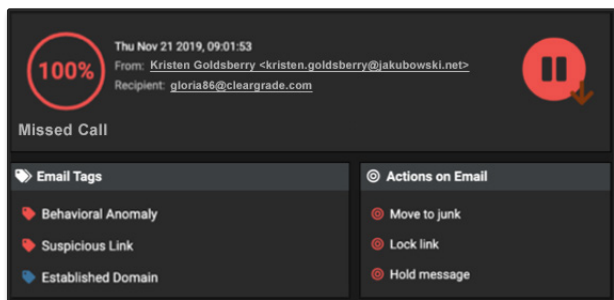 Thu Nov 21 2019, 09:01:53
100%
From: Kristen Goldsberry <kristen.goldsberry@jakubowski.net>
Recipient: gloria86@cleargrade.com
Missed Call
Email Tags
Behavioral Anomaly
Suspicious Link
Established Domain
Actions on Email
Move to junk
Lock link
Hold message